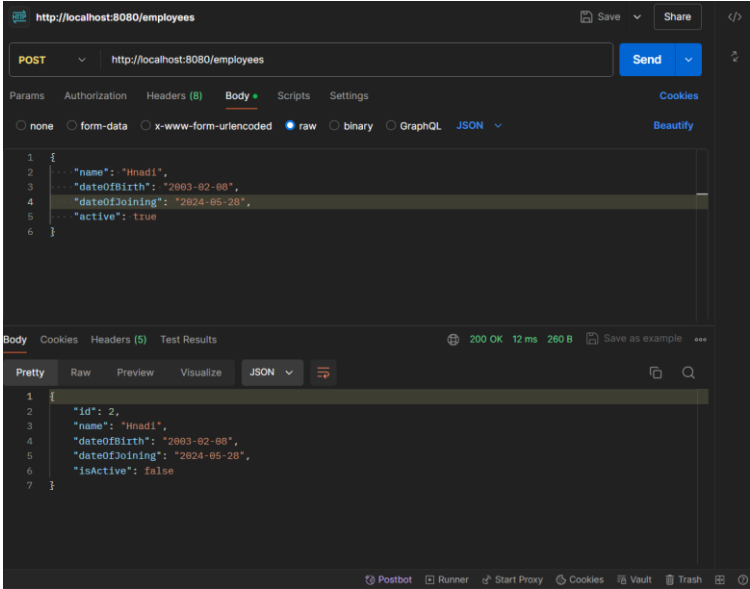 HTTP http://localhost:8080/employees Save Share
POST http://localhost:8080/employees Send
Params Authorization Headers (8) Body Scripts Settings Cookies
none form-data x-www-form-urlencoded raw binary GraphQL JSON Beautify
1 {
2 "name": "Hnadi",
3 "dateOfBirth": "2003-02-08",
4 "dateOfJoining": "2024-05-28",
5 "active": true
6 }
Body Cookies Headers (5) Test Results 200 OK 12 ms 260 B Save as example
Pretty Raw Preview Visualize JSON
1 {
2 "id": 2,
3 "name": "Hnadi",
4 "dateOfBirth": "2003-02-08",
5 "dateOfJoining": "2024-05-28",
6 "isActive": false
7 }
Postbot Runner Start Proxy Cookies Vault Trash